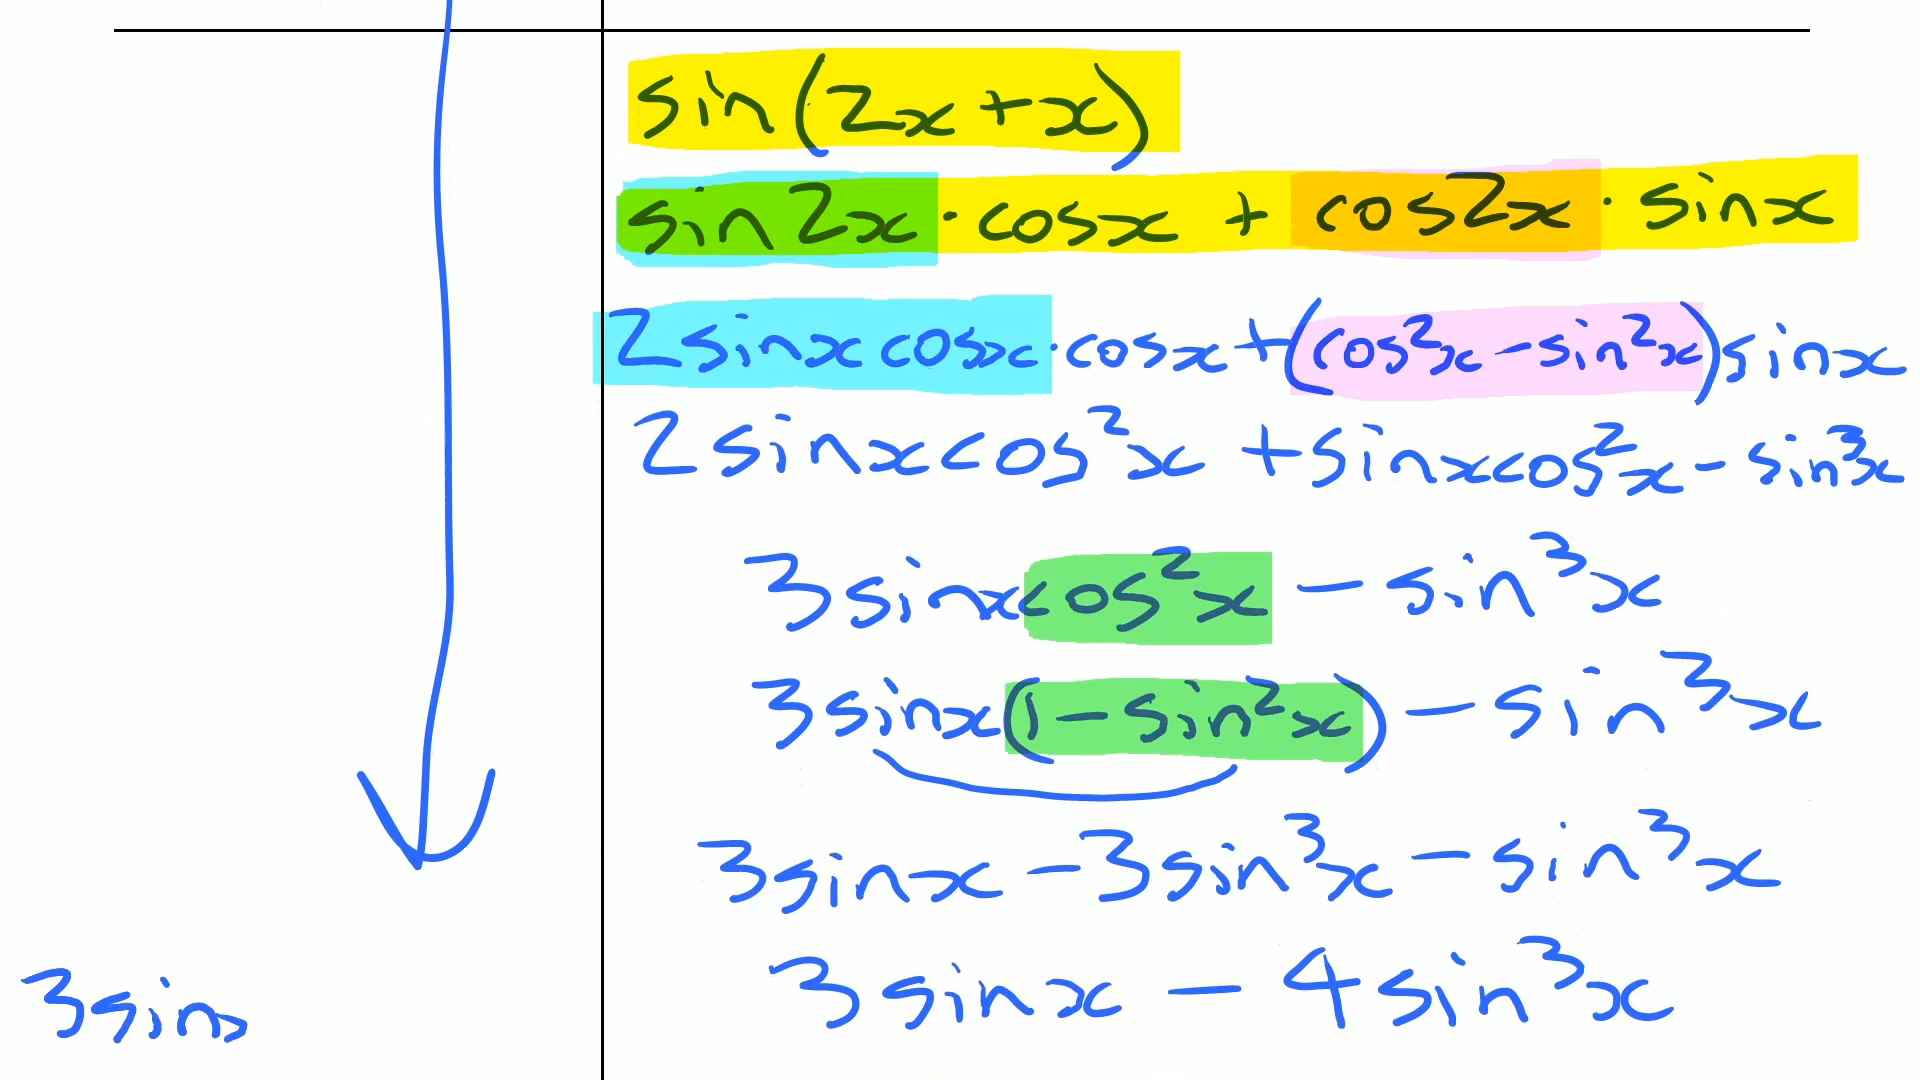 sin(2x+x)
sin2x·cosx + cos2x·sinx
2sinxcosx·cosx+(cos²x-sin²x)sinx
2sinxcos²x +sinxcos²x-sin³x
3sinxcos²x - sin³x
3sinx(1-sin²x) - sin³x
3sinx-3sin³x-sin³x
3sinx - 4sin³x
3sin